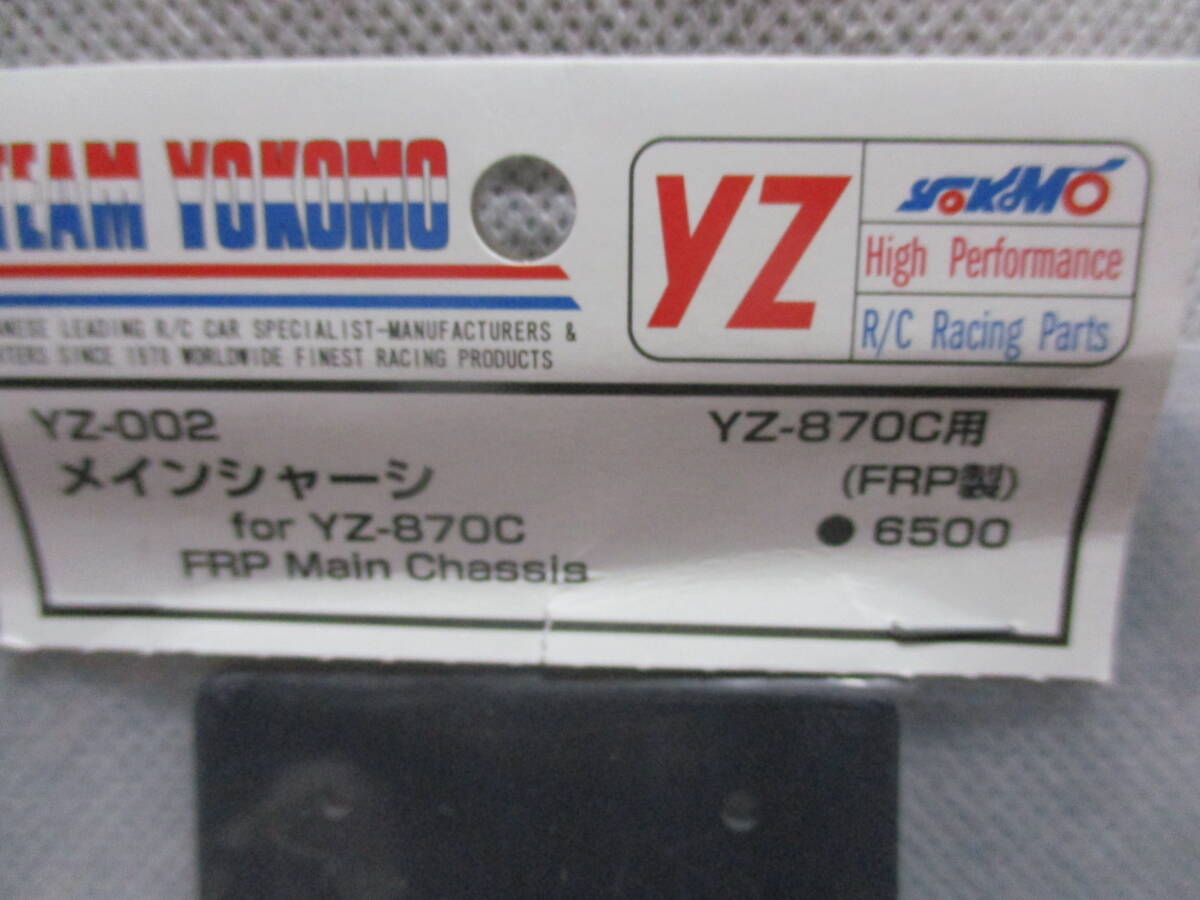 TEAM YOKOMO
YZ
YOKOMO
High Performance
R/C Racing Parts
LEADING R/C CAR SPECIALIST-MANUFACTURERS &
SINCE 1970 WORLDWIDE FINEST RACING PRODUCTS
YZ-002
YZ-870C用
メインシャーシ
(FRP製)
for YZ-870C
● 6500
FRP Main Chassis